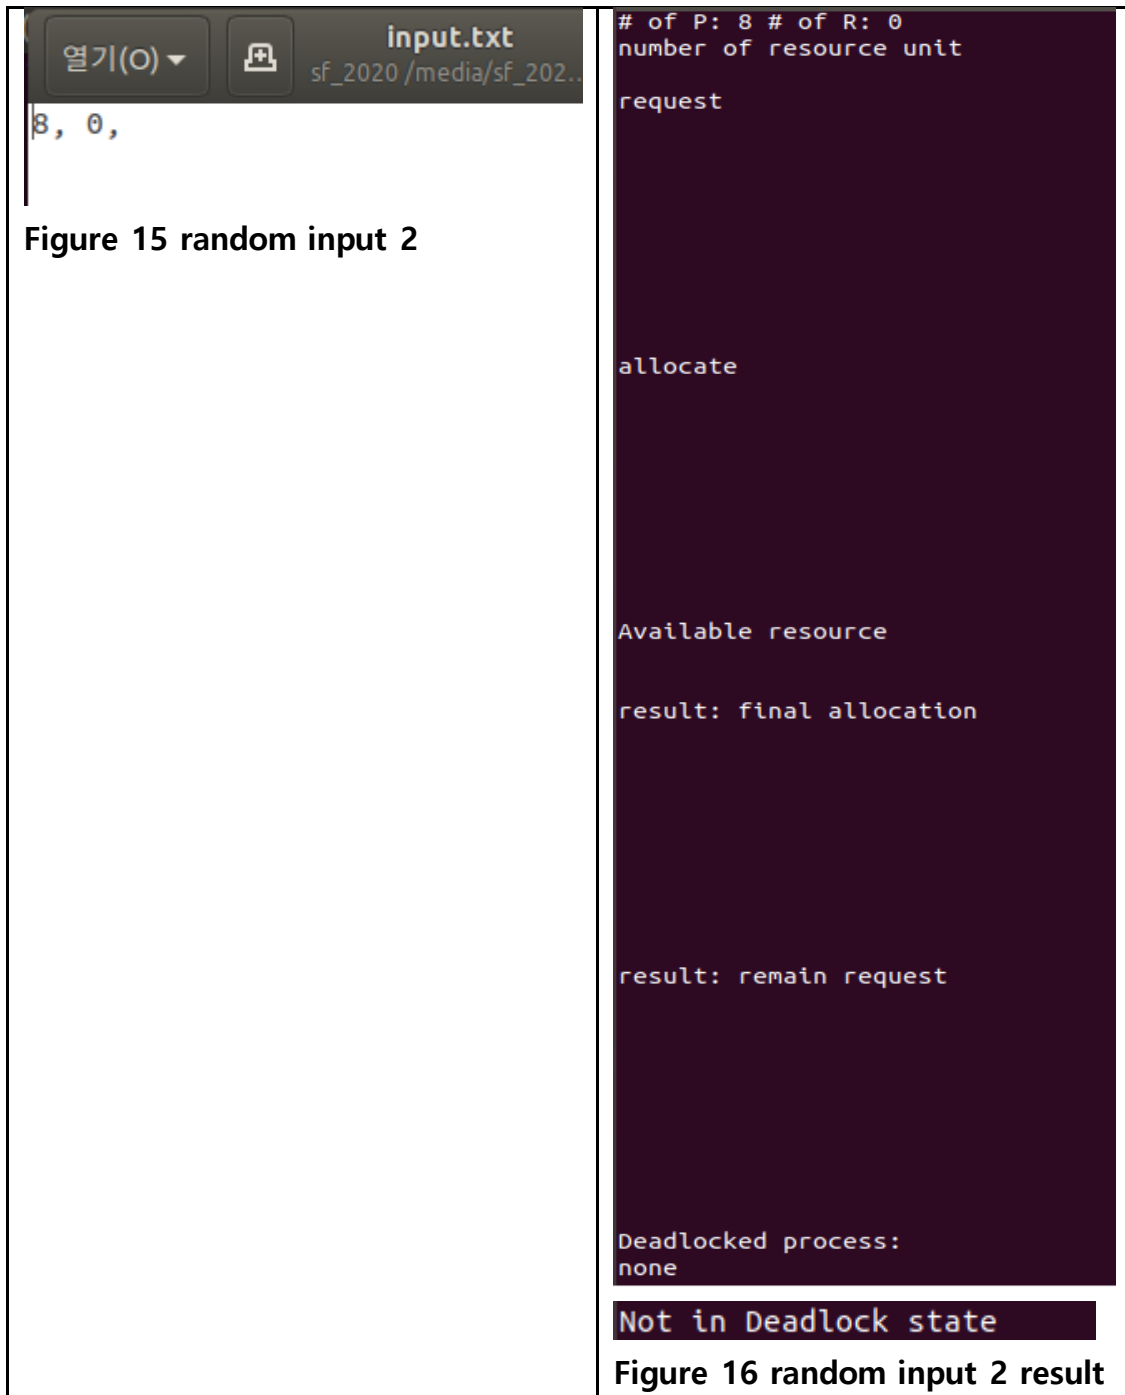 열기(O)
input.txt
sf_2020 /media/sf_202..
8, 0,
Figure 15 random input 2
# of P: 8 # of R: 0
number of resource unit
request
allocate
Available resource
result: final allocation
result: remain request
Deadlocked process:
none
Not in Deadlock state
Figure 16 random input 2 result